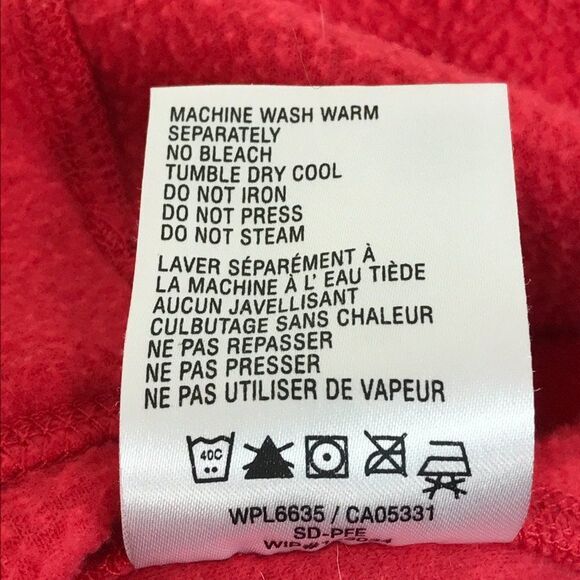 MACHINE WASH WARM
SEPARATELY
NO BLEACH
TUMBLE DRY COOL
DO NOT IRON
DO NOT PRESS
DO NOT STEAM
LAVER SÉPARÉMENT À
LA MACHINE À L' EAU TIÈDE
AUCUN JAVELLISANT
CULBUTAGE SANS CHALEUR
NE PAS REPASSER
NE PAS PRESSER
NE PAS UTILISER DE VAPEUR
40C
WPL6635 / CA05331
SD-PFE